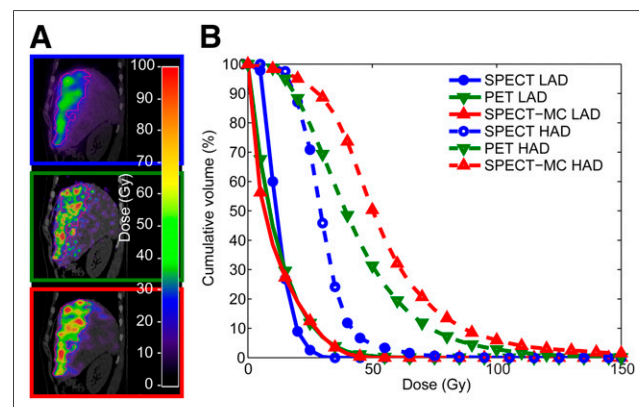 A
100
90
80
70
60
50
40
30
20
10
0
Dose (Gy)
B
Cumulative volume (%)
100
90
80
70
60
50
40
30
20
10
0
SPECT LAD
PET LAD
SPECT-MC LAD
SPECT HAD
PET HAD
SPECT-MC HAD
0
50
100
150
Dose (Gy)